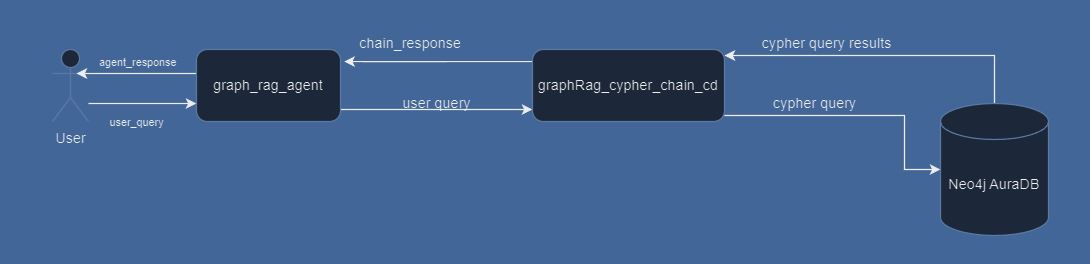 chain_response
cypher query results
agent_response
graph_rag_agent
graphRag_cypher_chain_cd
user query
cypher query
user_query
User
Neo4j AuraDB